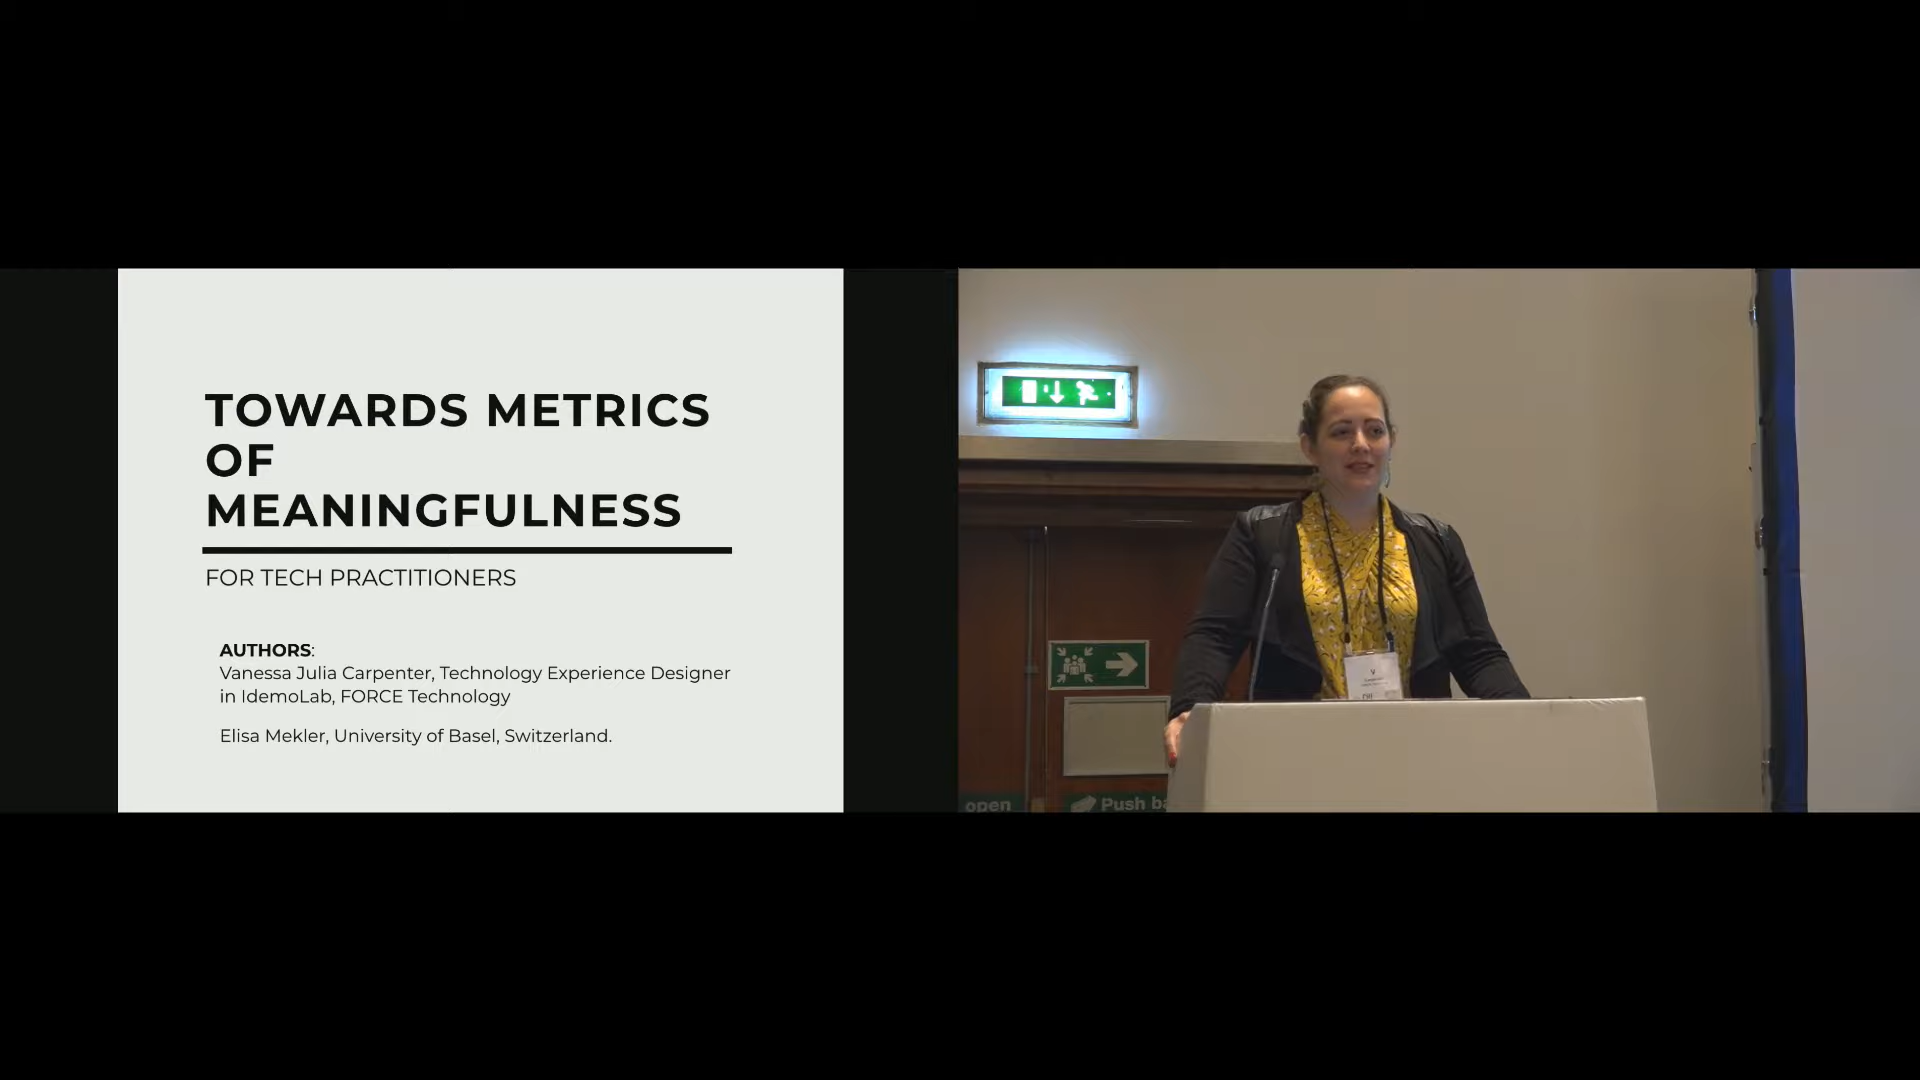 TOWARDS METRICS
OF
MEANINGFULNESS
FOR TECH PRACTITIONERS
AUTHORS:
Vanessa Julia Carpenter, Technology Experience Designer
in IdemoLab, FORCE Technology
Elisa Mekler, University of Basel, Switzerland.
open
Push ba